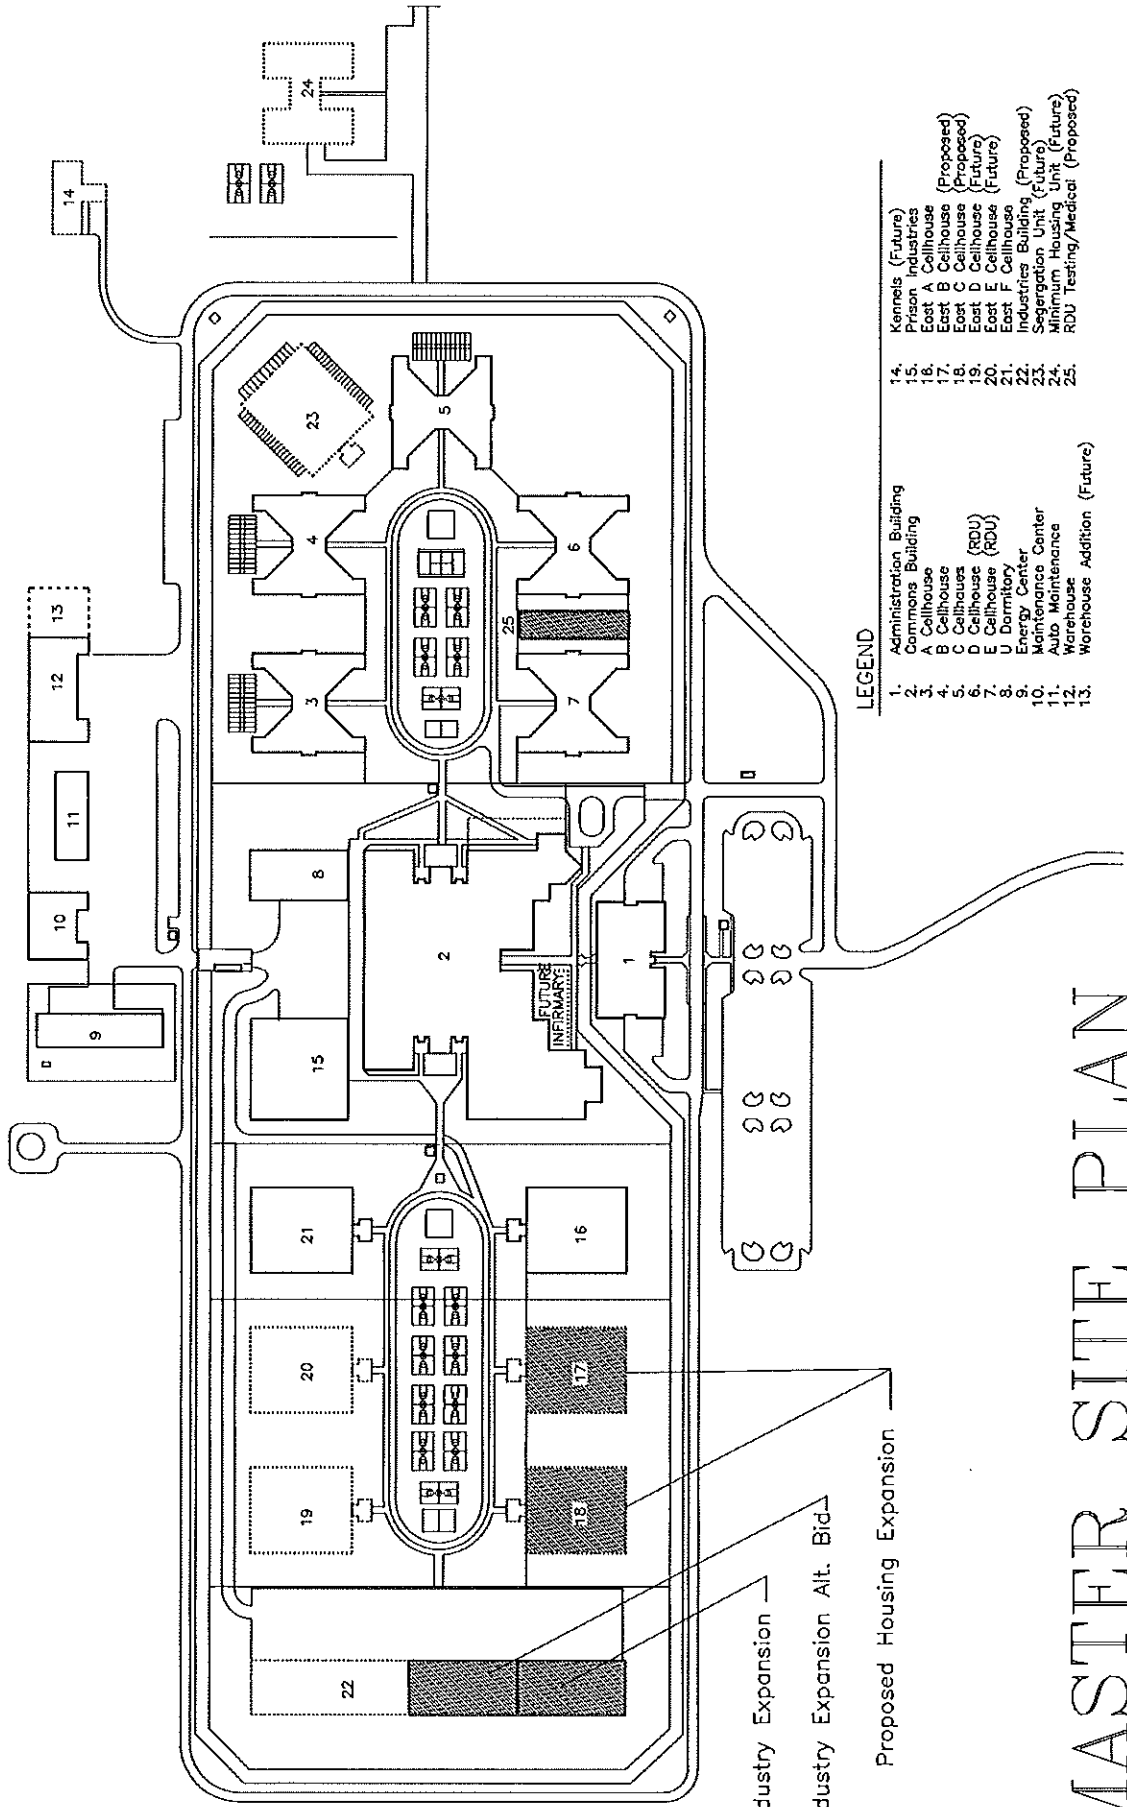 24
14
13
12
11
10
9
23
5
4
3
6
25
7
8
2
15
FUTURE
INFIRMARY
1
21
16
20
17
19
18
22
LEGEND
1. Administration Building
2. Commons Building
3. A Cellhouse
4. B Cellhouse
5. C Cellhoues
6. D Cellhouse (RDU)
7. E Cellhouse (RDU)
8. U Dormitory
9. Energy Center
10. Maintenance Center
11. Auto Maintenance
12. Warehouse
13. Warehouse Addition (Future)
14. Kennels (Future)
15. Prison Industries
16. East A Cellhouse
17. East B Cellhouse (Proposed)
18. East C Cellhouse (Proposed)
19. East D Cellhouse (Future)
20. East E Cellhouse (Future)
21. East F Cellhouse
22. Industries Building (Proposed)
23. Segergation Unit (Future)
24. Minimum Housing Unit (Future)
25. RDU Testing/Medical (Proposed)
dustry Expansion
dustry Expansion Alt. Bid
Proposed Housing Expansion
MASTER SITE PLAN